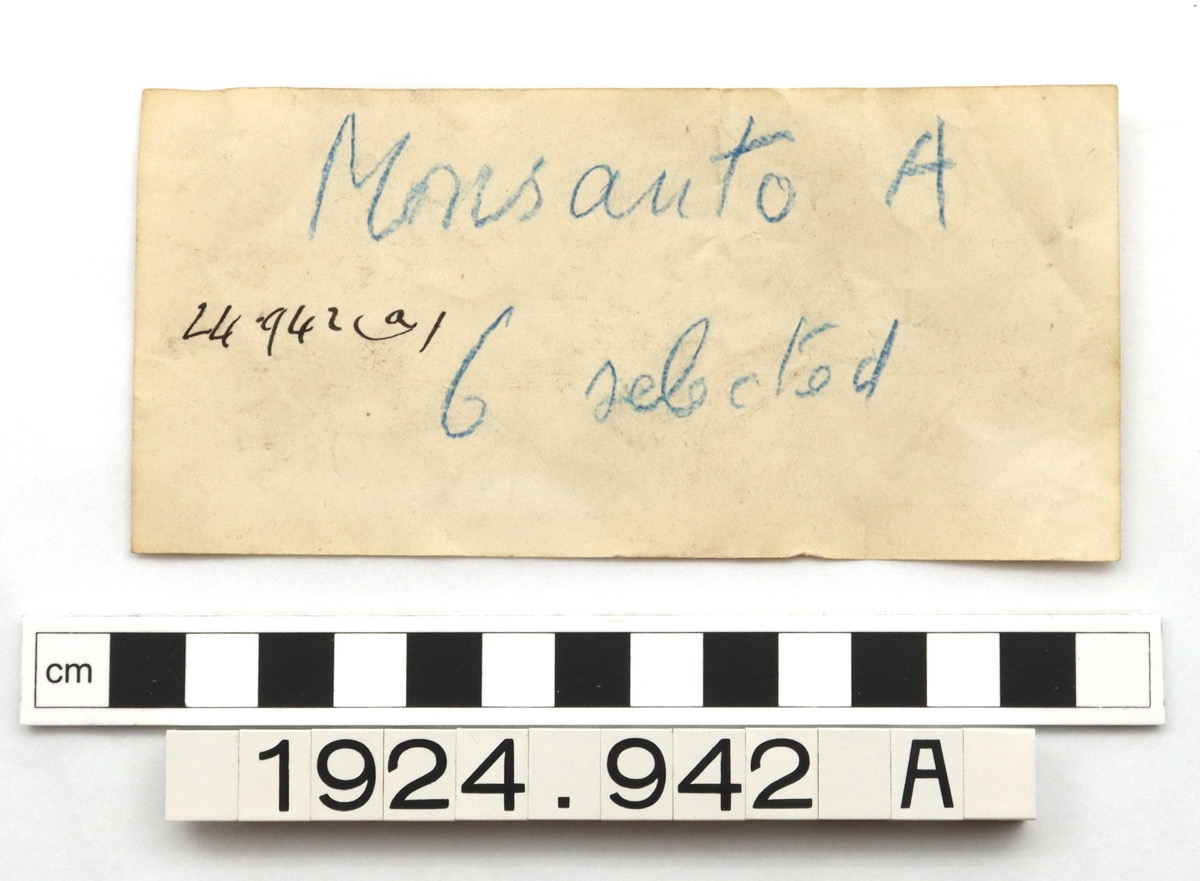 Monsanto A
24.942(a)
6 selected
cm
1924.942 A